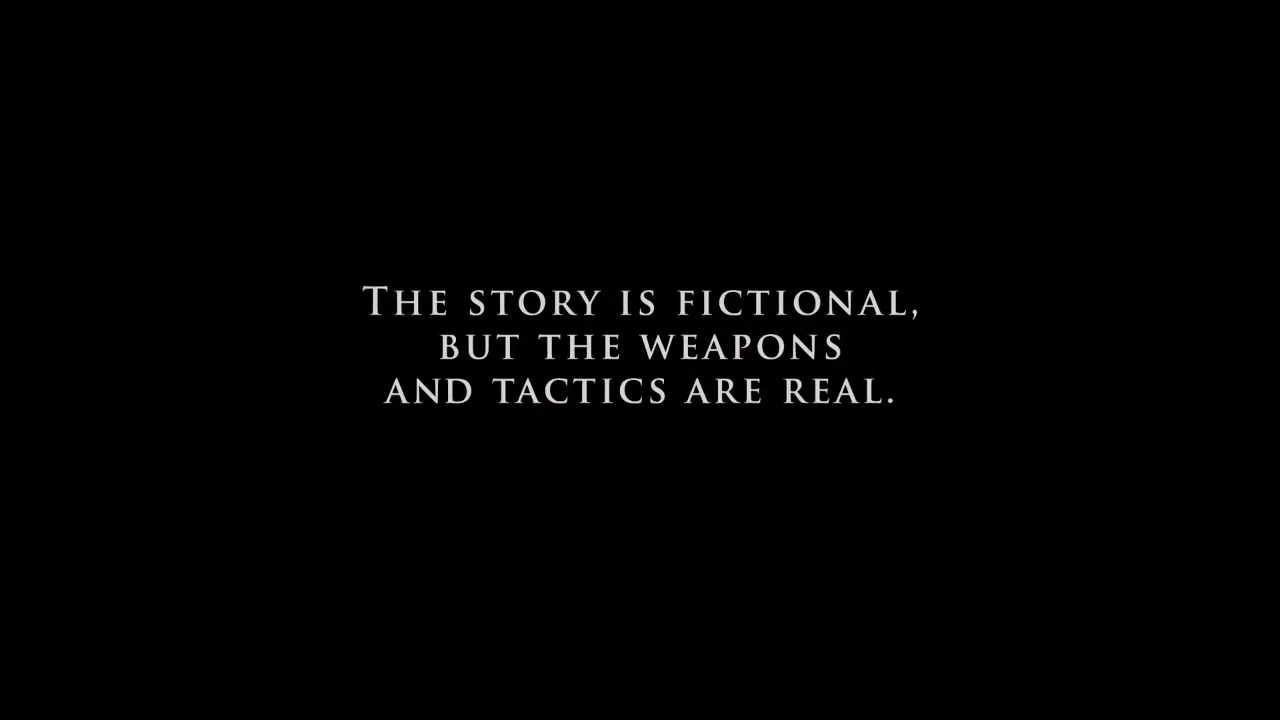 The story is fictional,
but the weapons
and tactics are real.